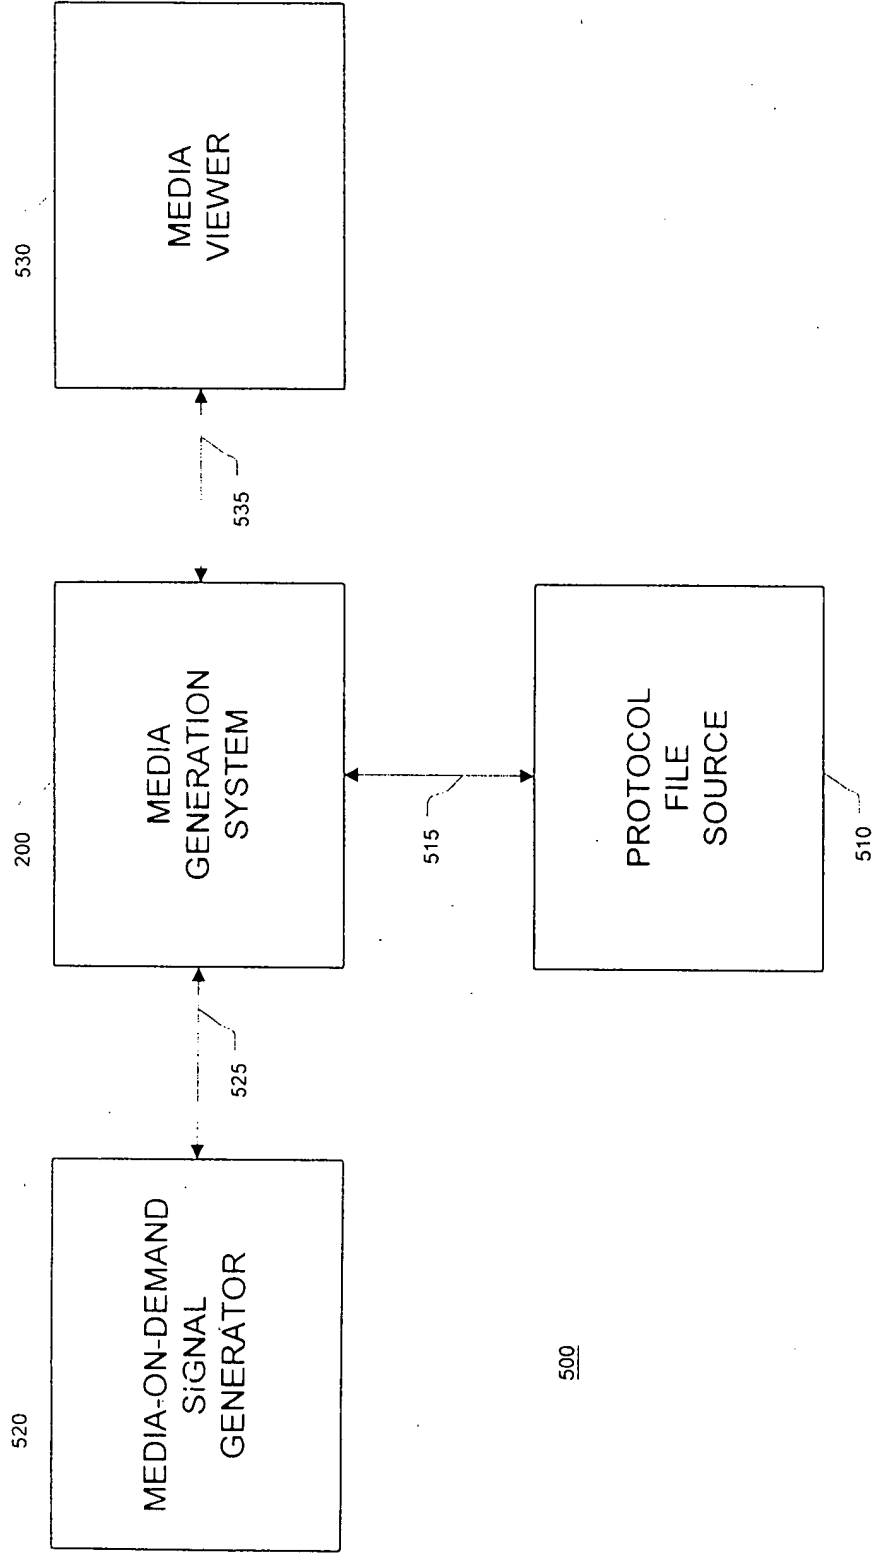 520
MEDIA-ON-DEMAND
SIGNAL
GENERATOR
525
200
MEDIA
GENERATION
SYSTEM
535
530
MEDIA
VIEWER
515
PROTOCOL
FILE
SOURCE
510
500